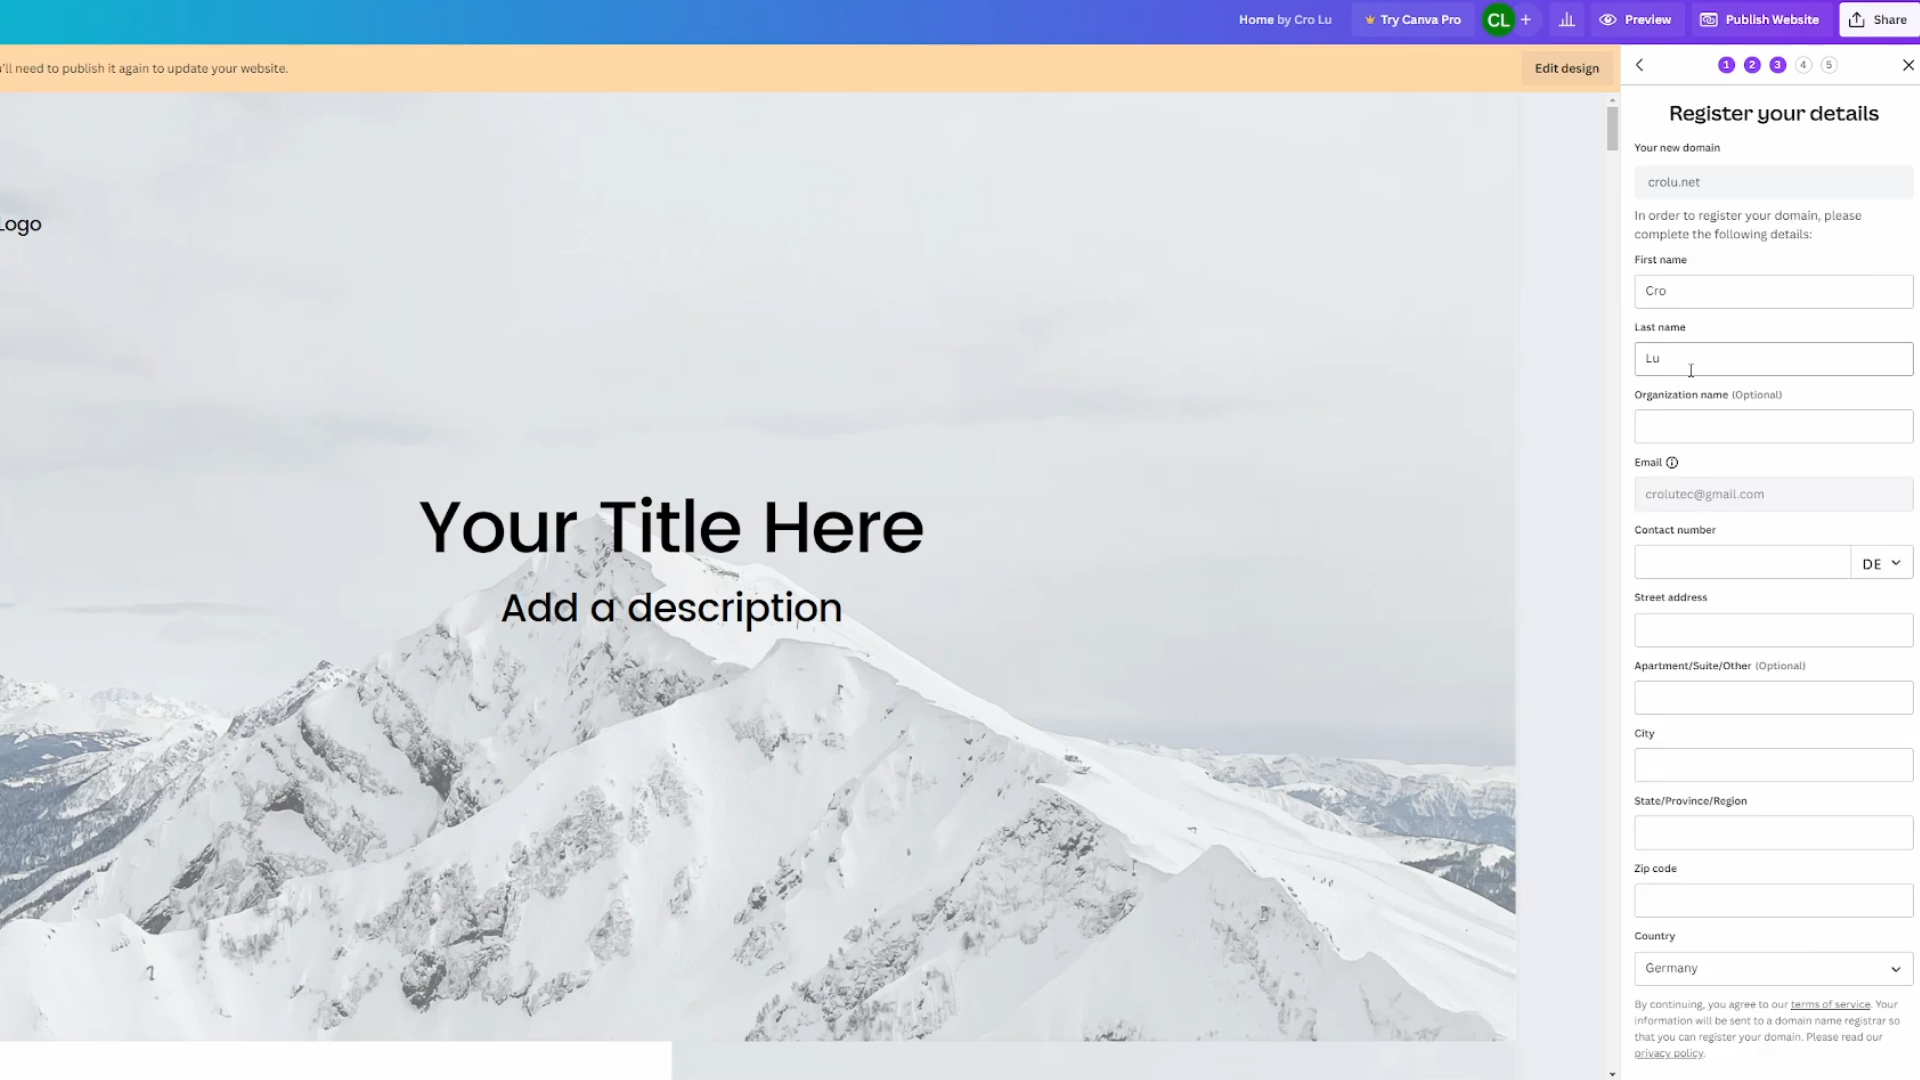 Home by Cro Lu
Try Canva Pro
CL
+
Preview
Publish Website
Share
'll need to publish it again to update your website.
Edit design
1 2 3 4 5
Register your details
Your new domain
crolu.net
In order to register your domain, please
complete the following details:
First name
Cro
Last name
Lu
Organization name (Optional)
Email
crolutec@gmail.com
Contact number
DE
Street address
Apartment/Suite/Other (Optional)
City
State/Province/Region
Zip code
Country
Germany
By continuing, you agree to our terms of service. Your
information will be sent to a domain name registrar so
that you can register your domain. Please read our
privacy policy.
Logo
Your Title Here
Add a description